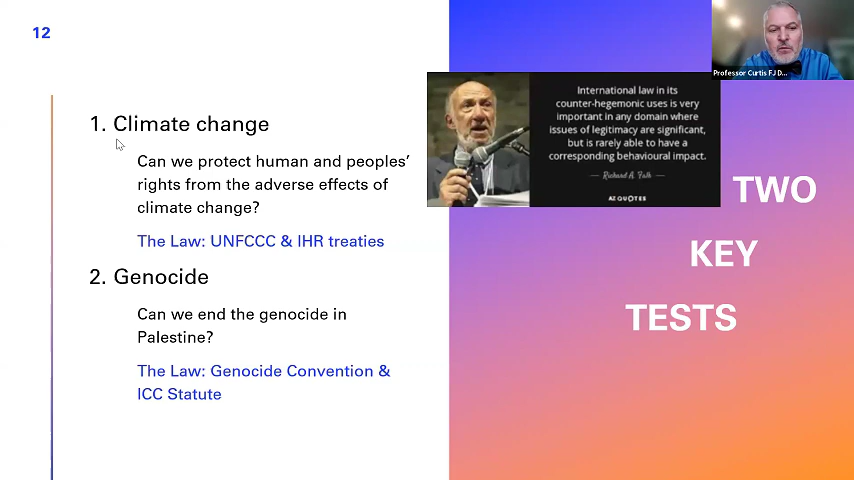 12
1. Climate change
Can we protect human and peoples'
rights from the adverse effects of
climate change?
The Law: UNFCCC & IHR treaties
2. Genocide
Can we end the genocide in
Palestine?
The Law: Genocide Convention &
ICC Statute
International law in its
counter-hegemonic uses is very
important in any domain where
issues of legitimacy are significant,
but is rarely able to have a
corresponding behavioural impact.
— Richard A. Falk —
AZ QUOTES
Professor Curtis FJ D...
TWO
KEY
TESTS